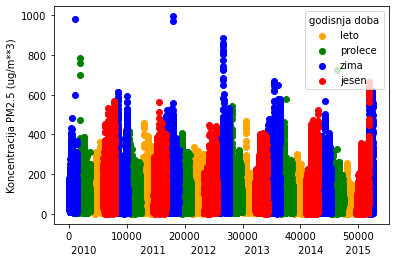 Koncentracija PM2.5 (ug/m**3)
1000
800
600
400
200
0
godisnja doba
leto
prolece
zima
jesen
0 10000 20000 30000 40000 50000
2010 2011 2012 2013 2014 2015